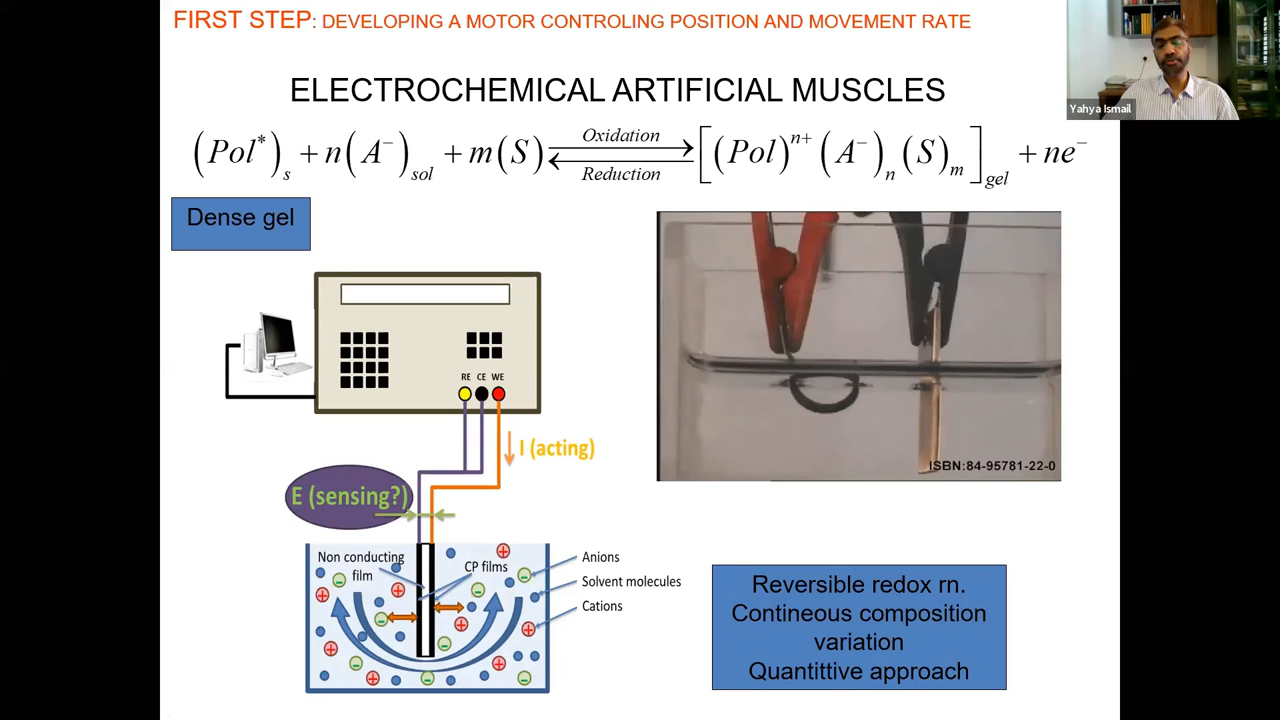 FIRST STEP: DEVELOPING A MOTOR CONTROLING POSITION AND MOVEMENT RATE
Yahya Ismail
ELECTROCHEMICAL ARTIFICIAL MUSCLES
(Pol*)s + n(A⁻)sol + m(S) Oxidation Reduction [(Pol)ⁿ⁺(A⁻)n(S)m]gel + ne⁻
Dense gel
RE CE WE
I (acting)
E (sensing?)
ISBN:84-95781-22-0
Non conducting
film
CP films
Anions
Solvent molecules
Cations
Reversible redox rn.
Contineous composition
variation
Quantittive approach